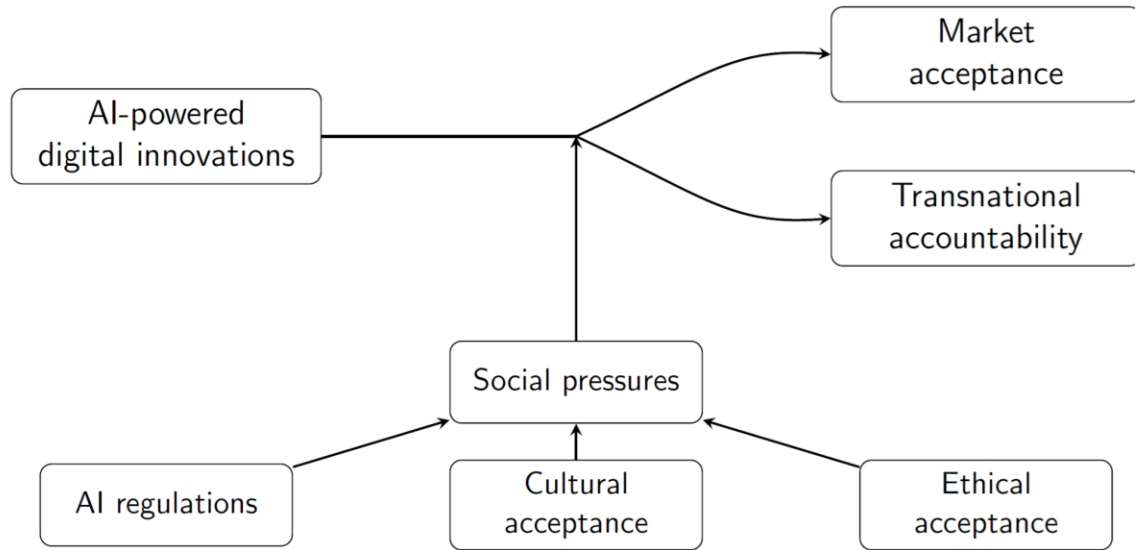 Market
acceptance
AI-powered
digital innovations
Transnational
accountability
Social pressures
AI regulations
Cultural
acceptance
Ethical
acceptance